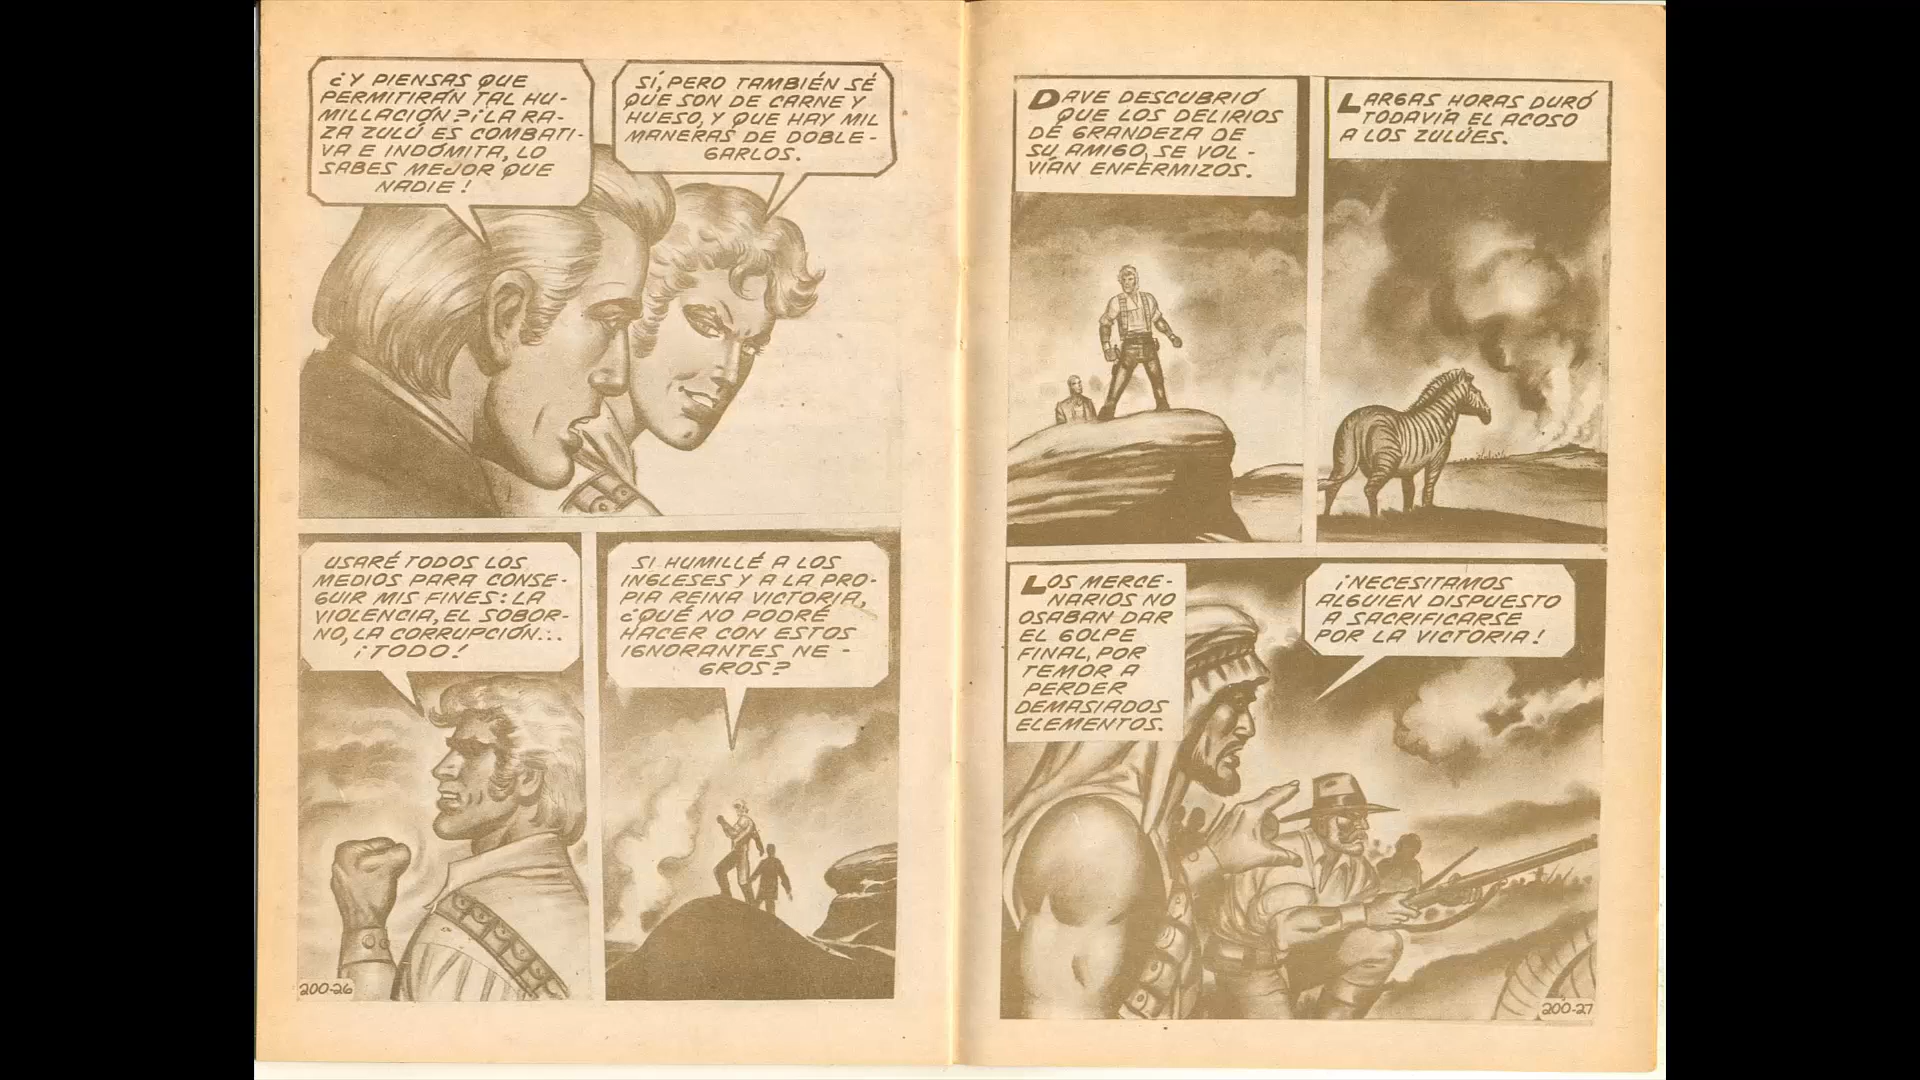 ¿Y PIENSAS QUE
PERMITIRÁN TAL HU-
MILLACIÓN? ¡LA RA-
ZA ZULÚ ES COMBATI-
VA E INDÓMITA, LO
SABES MEJOR QUE
NADIE!
SÍ, PERO TAMBIÉN SÉ
QUE SON DE CARNE Y
HUESO, Y QUE HAY MIL
MANERAS DE DOBLE-
GARLOS.
USARÉ TODOS LOS
MEDIOS PARA CONSE-
GUIR MIS FINES: LA
VIOLENCIA, EL SOBOR-
NO, LA CORRUPCIÓN...
¡TODO!
SI HUMILLÉ A LOS
INGLESES Y A LA PRO-
PIA REINA VICTORIA,
¿QUÉ NO PODRÉ
HACER CON ESTOS
IGNORANTES NE-
GROS?
200-26
DAVE DESCUBRIÓ
QUE LOS DELIRIOS
DE GRANDEZA DE
SU AMIGO, SE VOL-
VÍAN ENFERMIZOS.
LARGAS HORAS DURÓ
TODAVÍA EL ACOSO
A LOS ZULÚES.
LOS MERCE-
NARIOS NO
OSABAN DAR
EL GOLPE
FINAL, POR
TEMOR A
PERDER
DEMASIADOS
ELEMENTOS.
¡NECESITAMOS
ALGUIEN DISPUESTO
A SACRIFICARSE
POR LA VICTORIA!
200-27